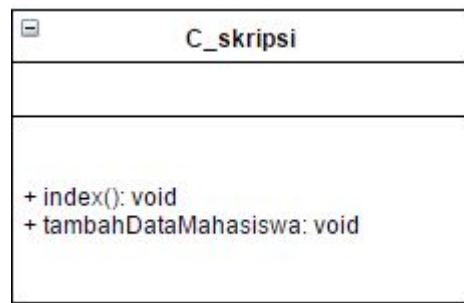 C_skripsi
+ index(): void
+ tambahDataMahasiswa: void